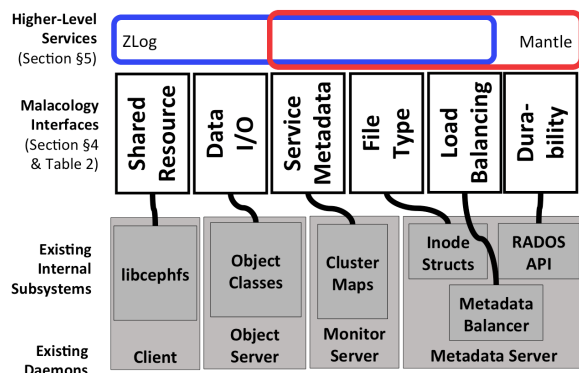 Higher-Level
Services
(Section §5)
ZLog
Mantle
Malacology
Interfaces
(Section §4
& Table 2)
Shared
Resource
Data
I/O
Service
Metadata
File
Type
Load
Balancing
Dura-
bility
Existing
Internal
Subsystems
libcephfs
Object
Classes
Cluster
Maps
Inode
Structs
RADOS
API
Metadata
Balancer
Existing
Daemons
Client
Object
Server
Monitor
Server
Metadata Server